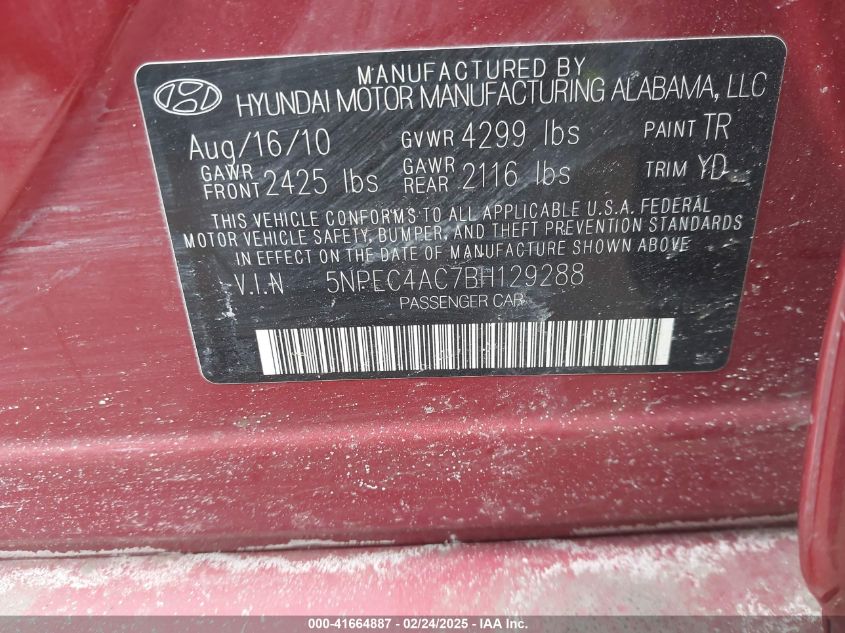 MANUFACTURED BY
HYUNDAI MOTOR MANUFACTURING ALABAMA, LLC
Aug/16/10 GVWR 4299 lbs PAINT TR
GAWR FRONT 2425 lbs GAWR REAR 2116 lbs TRIM YD
THIS VEHICLE CONFORMS TO ALL APPLICABLE U.S.A. FEDERAL
MOTOR VEHICLE SAFETY, BUMPER, AND THEFT PREVENTION STANDARDS
IN EFFECT ON THE DATE OF MANUFACTURE SHOWN ABOVE
V.I.N 5NPEC4AC7BH129288
PASSENGER CAR
000-41664887 - 02/24/2025 - IAA Inc.